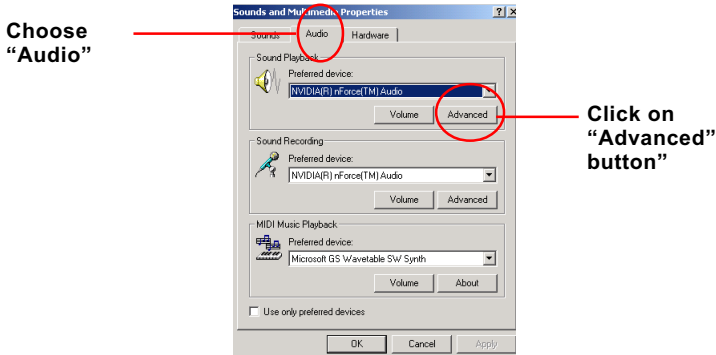 Sounds and Multimedia Properties
Choose
“Audio”
Sounds Audio Hardware
Sound Playback
Preferred device:
NVIDIA(R) nForce(TM) Audio
Volume Advanced
Click on
“Advanced”
button”
Sound Recording
Preferred device:
NVIDIA(R) nForce(TM) Audio
Volume Advanced
MIDI Music Playback
Preferred device:
Microsoft GS Wavetable SW Synth
Volume About
Use only preferred devices
OK Cancel Apply